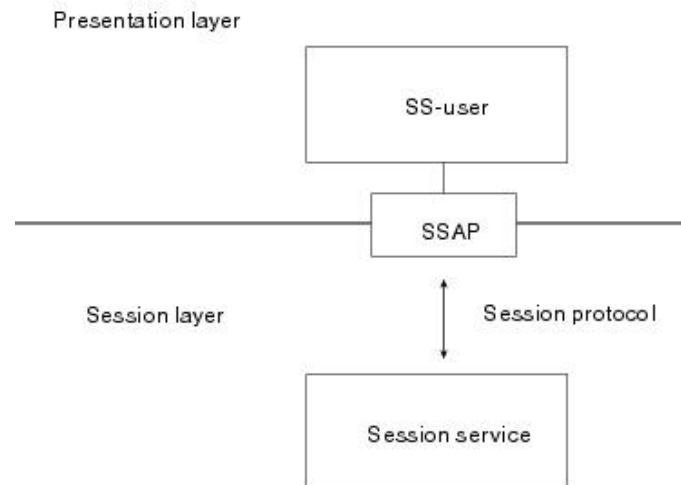 Presentation layer
SS-user
SSAP
Session layer
Session protocol
Session service